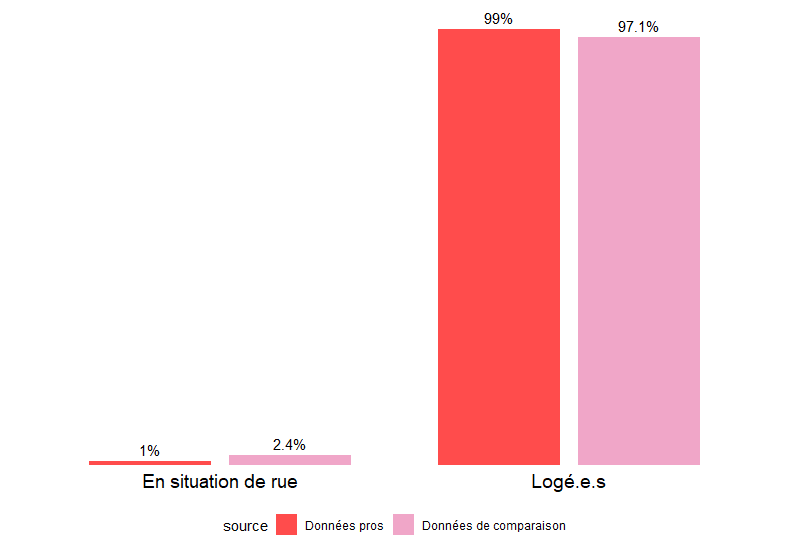 99%
97.1%
1%
2.4%
En situation de rue
Logé.e.s
source Données pros Données de comparaison